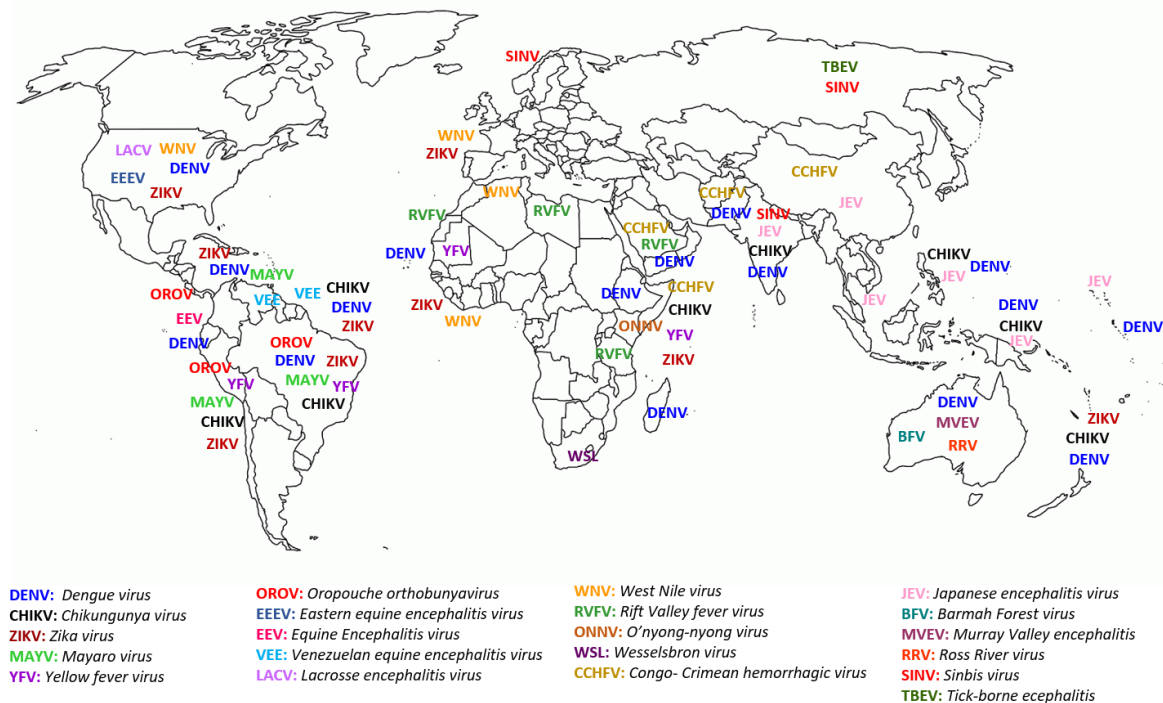 SINV
TBEV
SINV
WNV
ZIKV
LACV WNV
DENV
EEEV
ZIKV
CCHFV
WNV
CCHFV
JEV
RVFV
RVFV
DENV
SINV
CCHFV
JEV
RVFV
CHIKV
DENV
YFV
DENV
DENV
ZIKV
DENV
MAYV
CHIKV
DENV
JEV
JEV
OROV
VEE
VEE
CHIKV
DENV
DENV
CCHFV
JEV
DENV
ZIKV
CHIKV
EEV
ZIKV
WNV
ONNV
YFV
CHIKV
DENV
DENV
OROV
JEV
OROV
DENV
ZIKV
RVFV
ZIKV
YFV
MAYV
YFV
MAYV
CHIKV
DENV
DENV
CHIKV
ZIKV
MVEV
ZIKV
BFV
RRV
CHIKV
WSL
DENV
DENV: Dengue virus
CHIKV: Chikungunya virus
ZIKV: Zika virus
MAYV: Mayaro virus
YFV: Yellow fever virus
OROV: Oropouche orthobunyavirus
EEEV: Eastern equine encephalitis virus
EEV: Equine Encephalitis virus
VEE: Venezuelan equine encephalitis virus
LACV: Lacrosse encephalitis virus
WNV: West Nile virus
RVFV: Rift Valley fever virus
ONNV: O'nyong-nyong virus
WSL: Wesselsbron virus
CCHFV: Congo- Crimean hemorrhagic virus
JEV: Japanese encephalitis virus
BFV: Barmah Forest virus
MVEV: Murray Valley encephalitis
RRV: Ross River virus
SINV: Sinbis virus
TBEV: Tick-borne ecephalitis